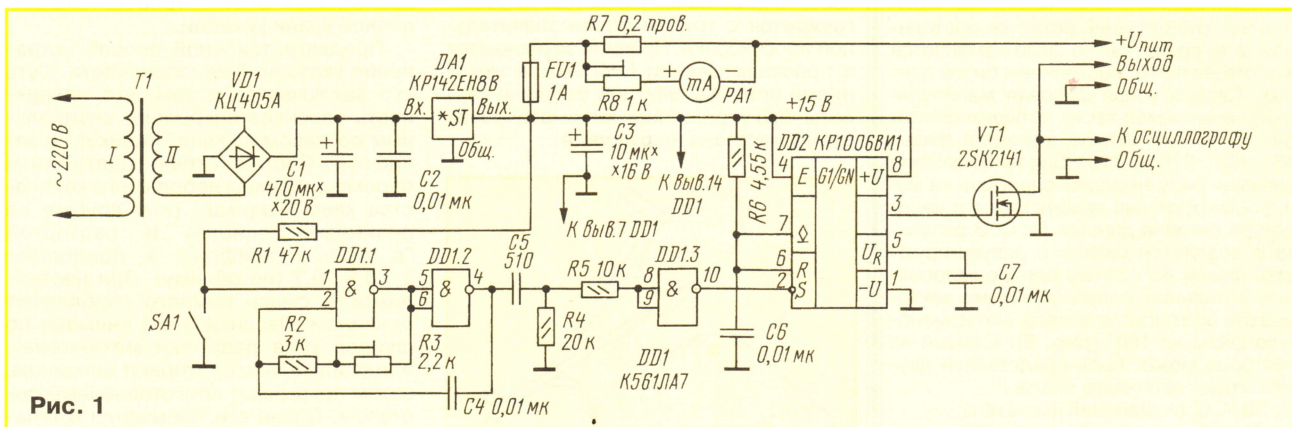 R7 0,2 пров.
+Uпит
Выход
Общ.
DA1
КР142ЕН8В
FU1
1А
+
mA
−
PA1
R8 1 к
T1
VD1
КЦ405А
Вх.
*ST
Вых.
Общ.
+15 В
DD2 КР1006ВИ1
К осциллографу
Общ.
VT1
2SK2141
~220 В
I
II
+
C1
470 мк×
×20 В
C2
0,01 мк
+
C3
10 мк×
×16 В
К выв.14
DD1
К выв.7 DD1
R6 4,55к
4
E
G1/GN
+U
8
3
7
◇
6
R
2
S
UR
5
-U
1
C7
0,01 мк
R1 47 к
SA1
DD1.1
1
2
&
3
DD1.2
5
6
&
4
C5
510
R5 10 к
DD1.3
8
9
&
10
R2
3 к
R3
2,2 к
R4
20 к
C6
0,01 мк
DD1
К561ЛА7
C4 0,01 мк
Рис. 1